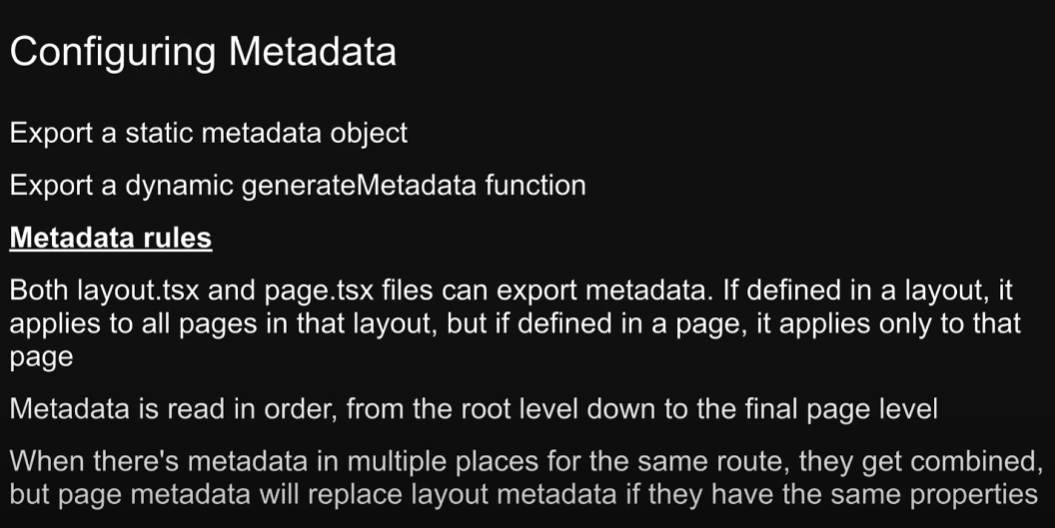 Configuring Metadata
Export a static metadata object
Export a dynamic generateMetadata function
Metadata rules
Both layout.tsx and page.tsx files can export metadata. If defined in a layout, it
applies to all pages in that layout, but if defined in a page, it applies only to that
page
Metadata is read in order, from the root level down to the final page level
When there's metadata in multiple places for the same route, they get combined,
but page metadata will replace layout metadata if they have the same properties